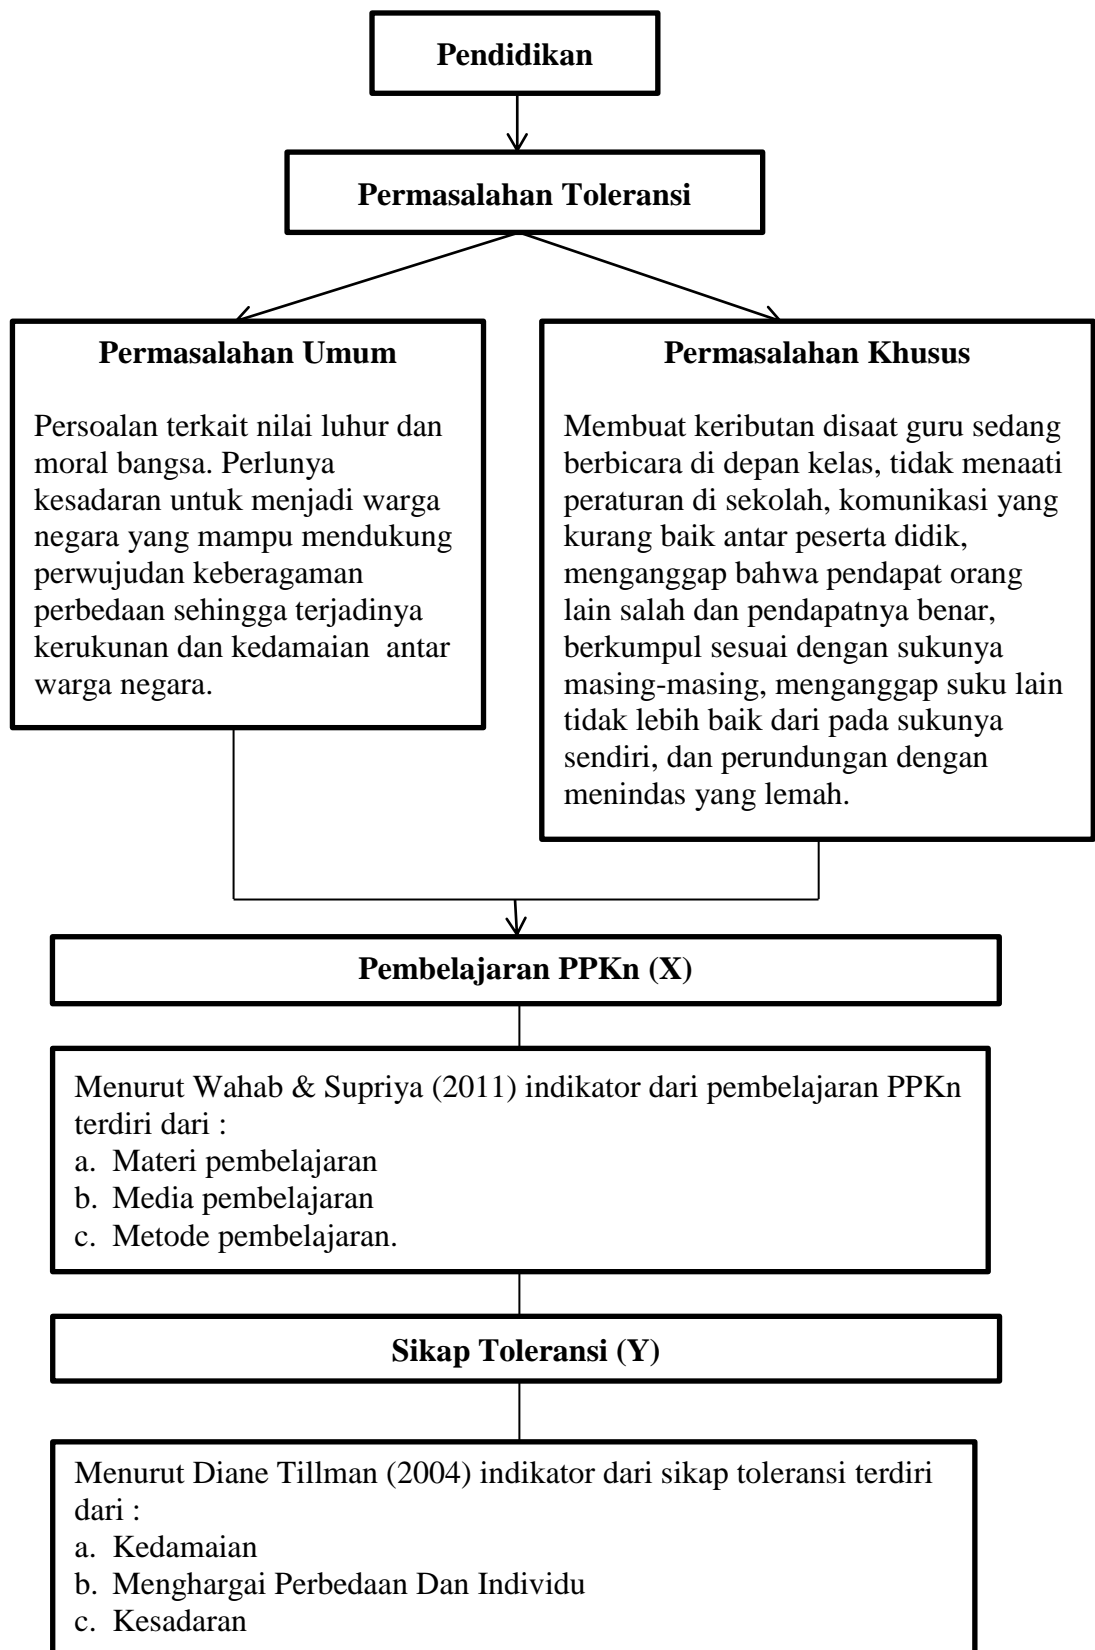 Pendidikan
Permasalahan Toleransi
Permasalahan Umum
Persoalan terkait nilai luhur dan
moral bangsa. Perlunya
kesadaran untuk menjadi warga
negara yang mampu mendukung
perwujudan keberagaman
perbedaan sehingga terjadinya
kerukunan dan kedamaian  antar
warga negara.
Permasalahan Khusus
Membuat keributan disaat guru sedang
berbicara di depan kelas, tidak menaati
peraturan di sekolah, komunikasi yang
kurang baik antar peserta didik,
menganggap bahwa pendapat orang
lain salah dan pendapatnya benar,
berkumpul sesuai dengan sukunya
masing-masing, menganggap suku lain
tidak lebih baik dari pada sukunya
sendiri, dan perundungan dengan
menindas yang lemah.
Pembelajaran PPKn (X)
Menurut Wahab & Supriya (2011) indikator dari pembelajaran PPKn
terdiri dari :
a. Materi pembelajaran
b. Media pembelajaran
c. Metode pembelajaran.
Sikap Toleransi (Y)
Menurut Diane Tillman (2004) indikator dari sikap toleransi terdiri
dari :
a. Kedamaian
b. Menghargai Perbedaan Dan Individu
c. Kesadaran